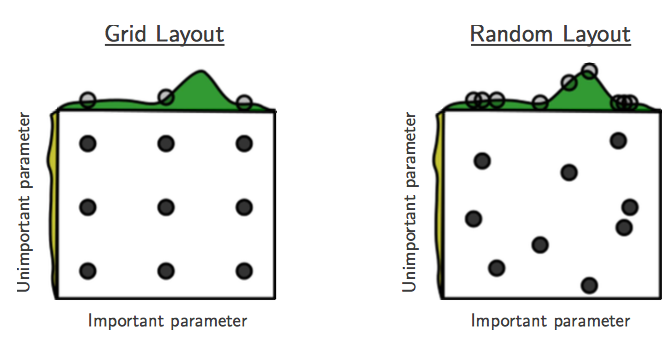 Grid Layout
Random Layout
Unimportant parameter
Important parameter
Unimportant parameter
Important parameter